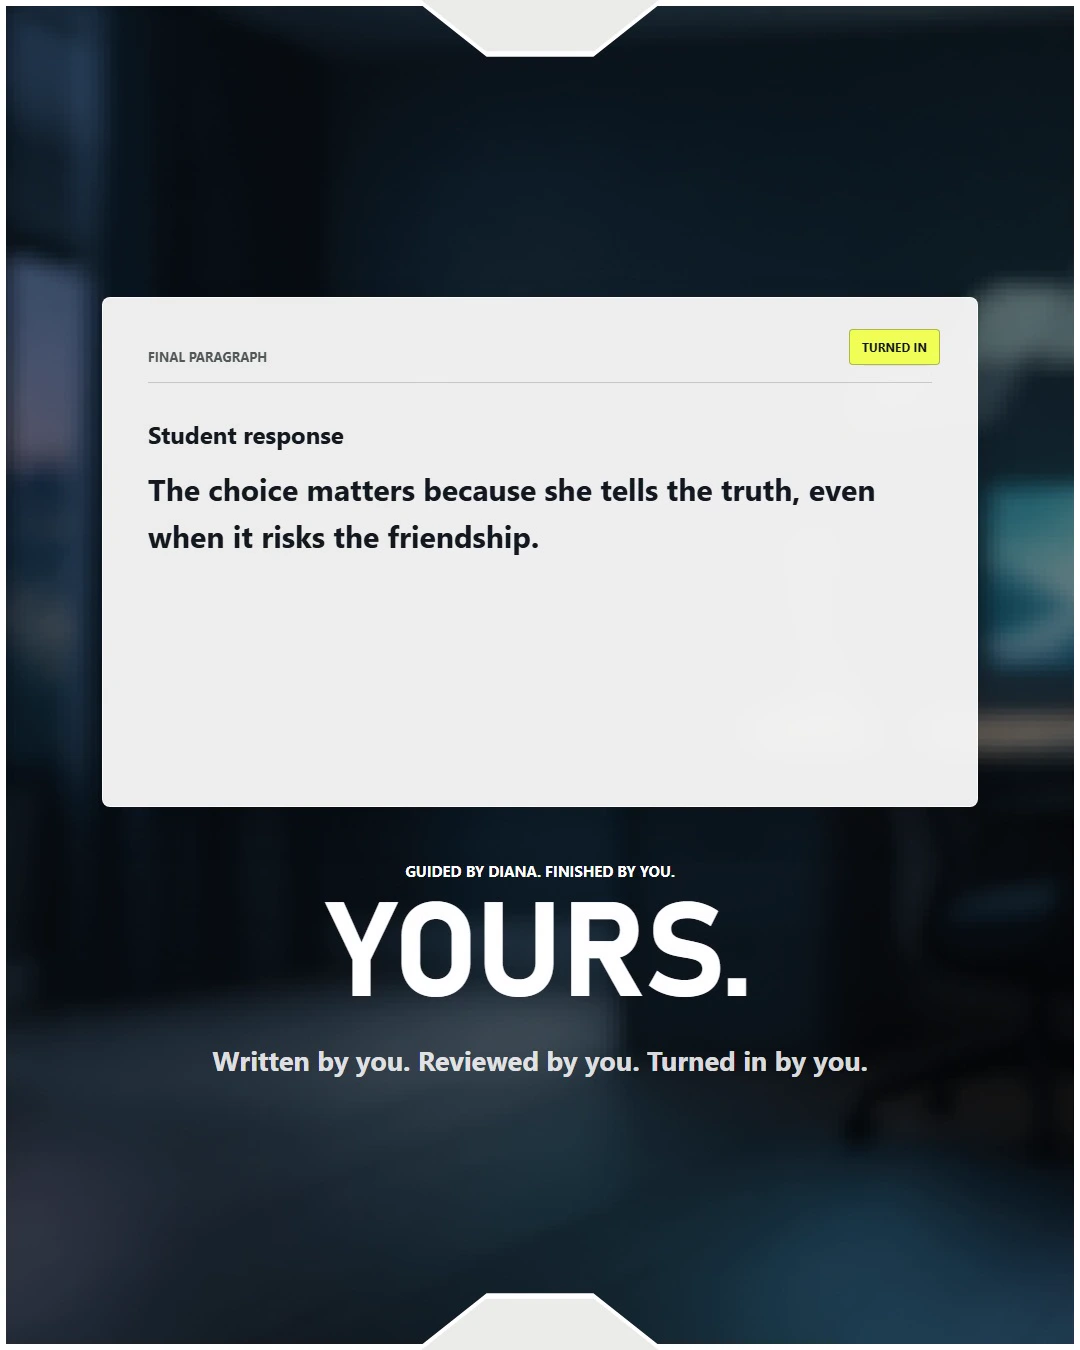 FINAL PARAGRAPH
TURNED IN
Student response
The choice matters because she tells the truth, even
when it risks the friendship.
GUIDED BY DIANA. FINISHED BY YOU.
YOURS.
Written by you. Reviewed by you. Turned in by you.